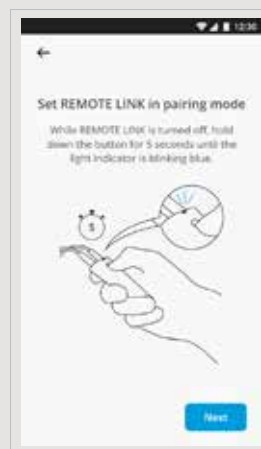 12:30
Set REMOTE LINK in pairing mode
While REMOTE LINK is turned off, hold
down the button for 5 seconds until the
light indicator is blinking blue.
5
Next